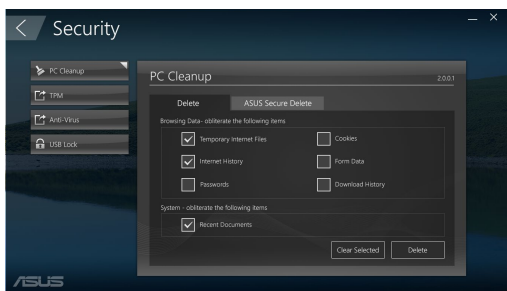 Security
PC Cleanup
TPM
Anti-Virus
USB Lock
PC Cleanup 2.0.0.1
Delete ASUS Secure Delete
Browsing Data- obliterate the following items
Temporary Internet Files Cookies
Internet History Form Data
Passwords Download History
System - obliterate the following items
Recent Documents
Clear Selected Delete
ASUS